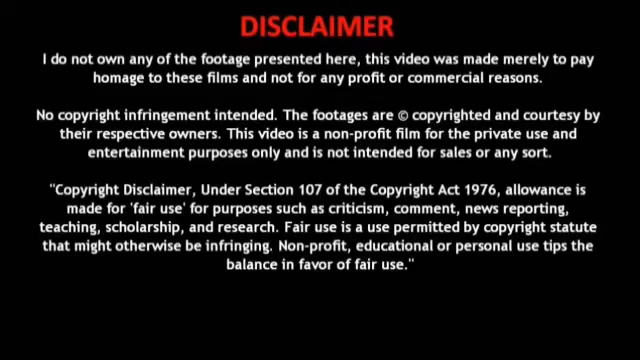 DISCLAIMER
I do not own any of the footage presented here, this video was made merely to pay
homage to these films and not for any profit or commercial reasons.
No copyright infringement intended. The footages are © copyrighted and courtesy by
their respective owners. This video is a non-profit film for the private use and
entertainment purposes only and is not intended for sales or any sort.
"Copyright Disclaimer, Under Section 107 of the Copyright Act 1976, allowance is
made for 'fair use' for purposes such as criticism, comment, news reporting,
teaching, scholarship, and research. Fair use is a use permitted by copyright statute
that might otherwise be infringing. Non-profit, educational or personal use tips the
balance in favor of fair use."